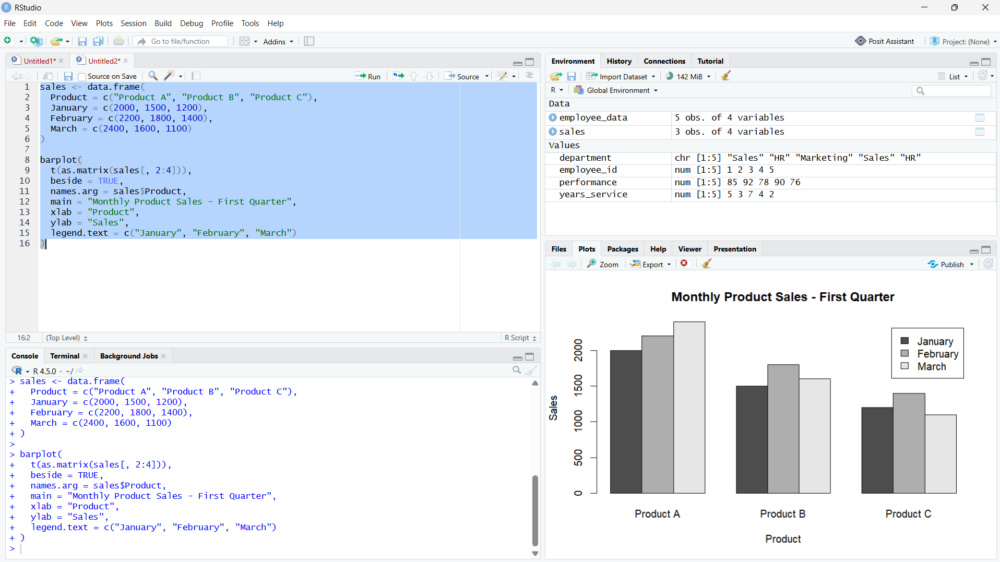 RStudio
File Edit Code View Plots Session Build Debug Profile Tools Help
Go to file/function Addins Posit Assistant Project: (None)
Untitled1* Untitled2*
Source on Save Run Source
1 sales <- data.frame(
2   Product = c("Product A", "Product B", "Product C"),
3   January = c(2000, 1500, 1200),
4   February = c(2200, 1800, 1400),
5   March = c(2400, 1600, 1100)
6 )
7
8 barplot(
9   t(as.matrix(sales[, 2:4])),
10   beside = TRUE,
11   names.arg = sales$Product,
12   main = "Monthly Product Sales - First Quarter",
13   xlab = "Product",
14   ylab = "Sales",
15   legend.text = c("January", "February", "March")
16 )
16:2 (Top Level) R Script
Console Terminal Background Jobs
R 4.5.0 · ~/
> sales <- data.frame(
+   Product = c("Product A", "Product B", "Product C"),
+   January = c(2000, 1500, 1200),
+   February = c(2200, 1800, 1400),
+   March = c(2400, 1600, 1100)
+ )
>
> barplot(
+   t(as.matrix(sales[, 2:4])),
+   beside = TRUE,
+   names.arg = sales$Product,
+   main = "Monthly Product Sales - First Quarter",
+   xlab = "Product",
+   ylab = "Sales",
+   legend.text = c("January", "February", "March")
+ )
>
Environment History Connections Tutorial
Import Dataset 142 MiB List
R Global Environment
Data
employee_data 5 obs. of 4 variables
sales 3 obs. of 4 variables
Values
department chr [1:5] "Sales" "HR" "Marketing" "Sales" "HR"
employee_id num [1:5] 1 2 3 4 5
performance num [1:5] 85 92 78 90 76
years_service num [1:5] 5 3 7 4 2
Files Plots Packages Help Viewer Presentation
Zoom Export Publish
Monthly Product Sales - First Quarter
January
February
March
Sales
2000
1500
1000
500
0
Product A Product B Product C
Product